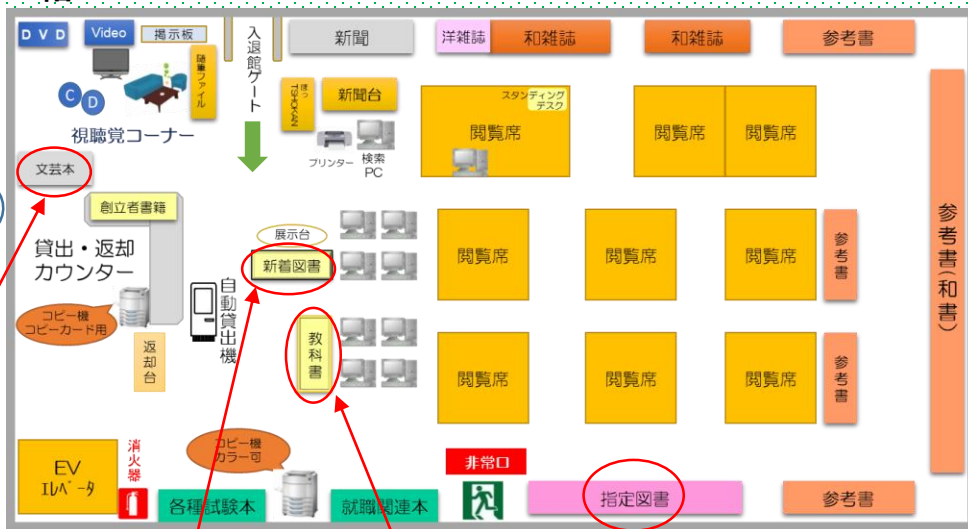 DVD
Video
掲示板
随筆ファイル
CD
視聴覚コーナー
入退館ゲート
新聞
洋雑誌
和雑誌
和雑誌
参考書
ほっとTSHOKAN
新聞台
プリンター
検索
PC
スタンディング
デスク
閲覧席
閲覧席
閲覧席
文芸本
創立者書籍
貸出・返却
カウンター
コピー機
コピーカード用
返却台
自動貸出機
展示台
新着図書
教科書
閲覧席
閲覧席
閲覧席
参考書
閲覧席
閲覧席
閲覧席
参考書
参考書(和書)
EV
エレベータ
消火器
各種試験本
コピー機
カラー可
就職関連本
非常口
指定図書
参考書